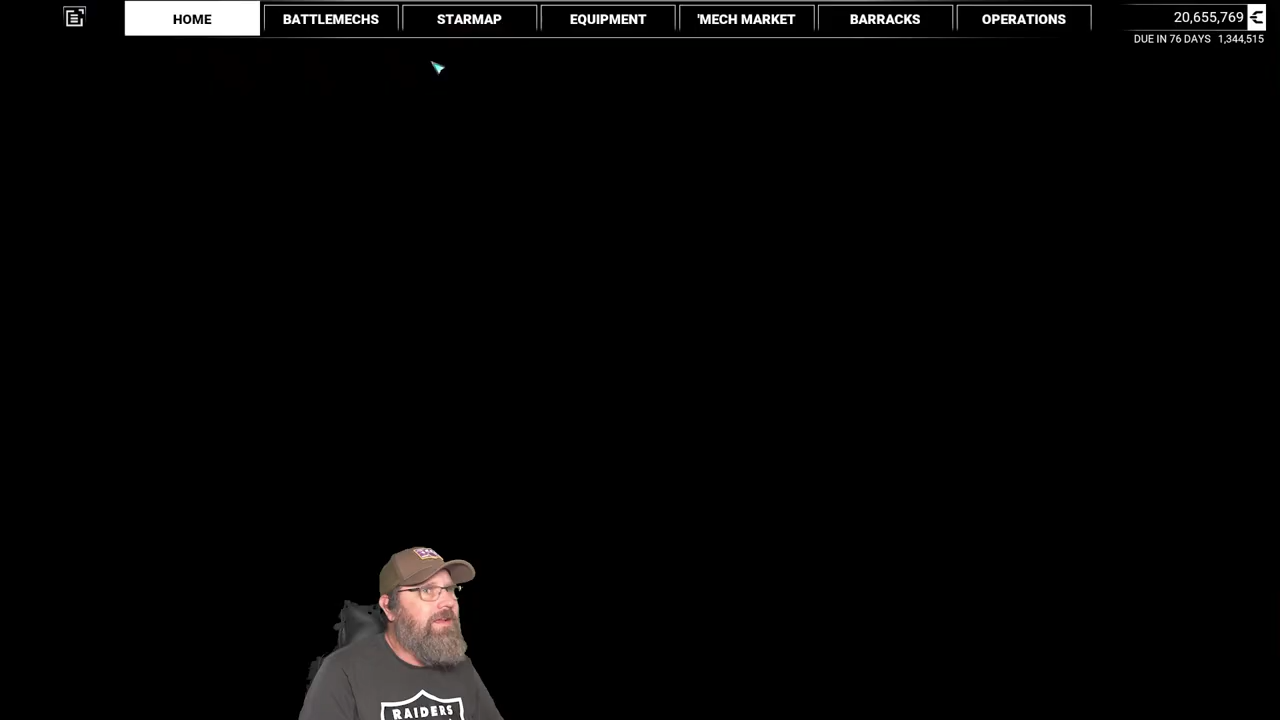 HOME
BATTLEMECHS
STARMAP
EQUIPMENT
'MECH MARKET
BARRACKS
OPERATIONS
20,655,769
DUE IN 76 DAYS 1,344,515
RAIDERS